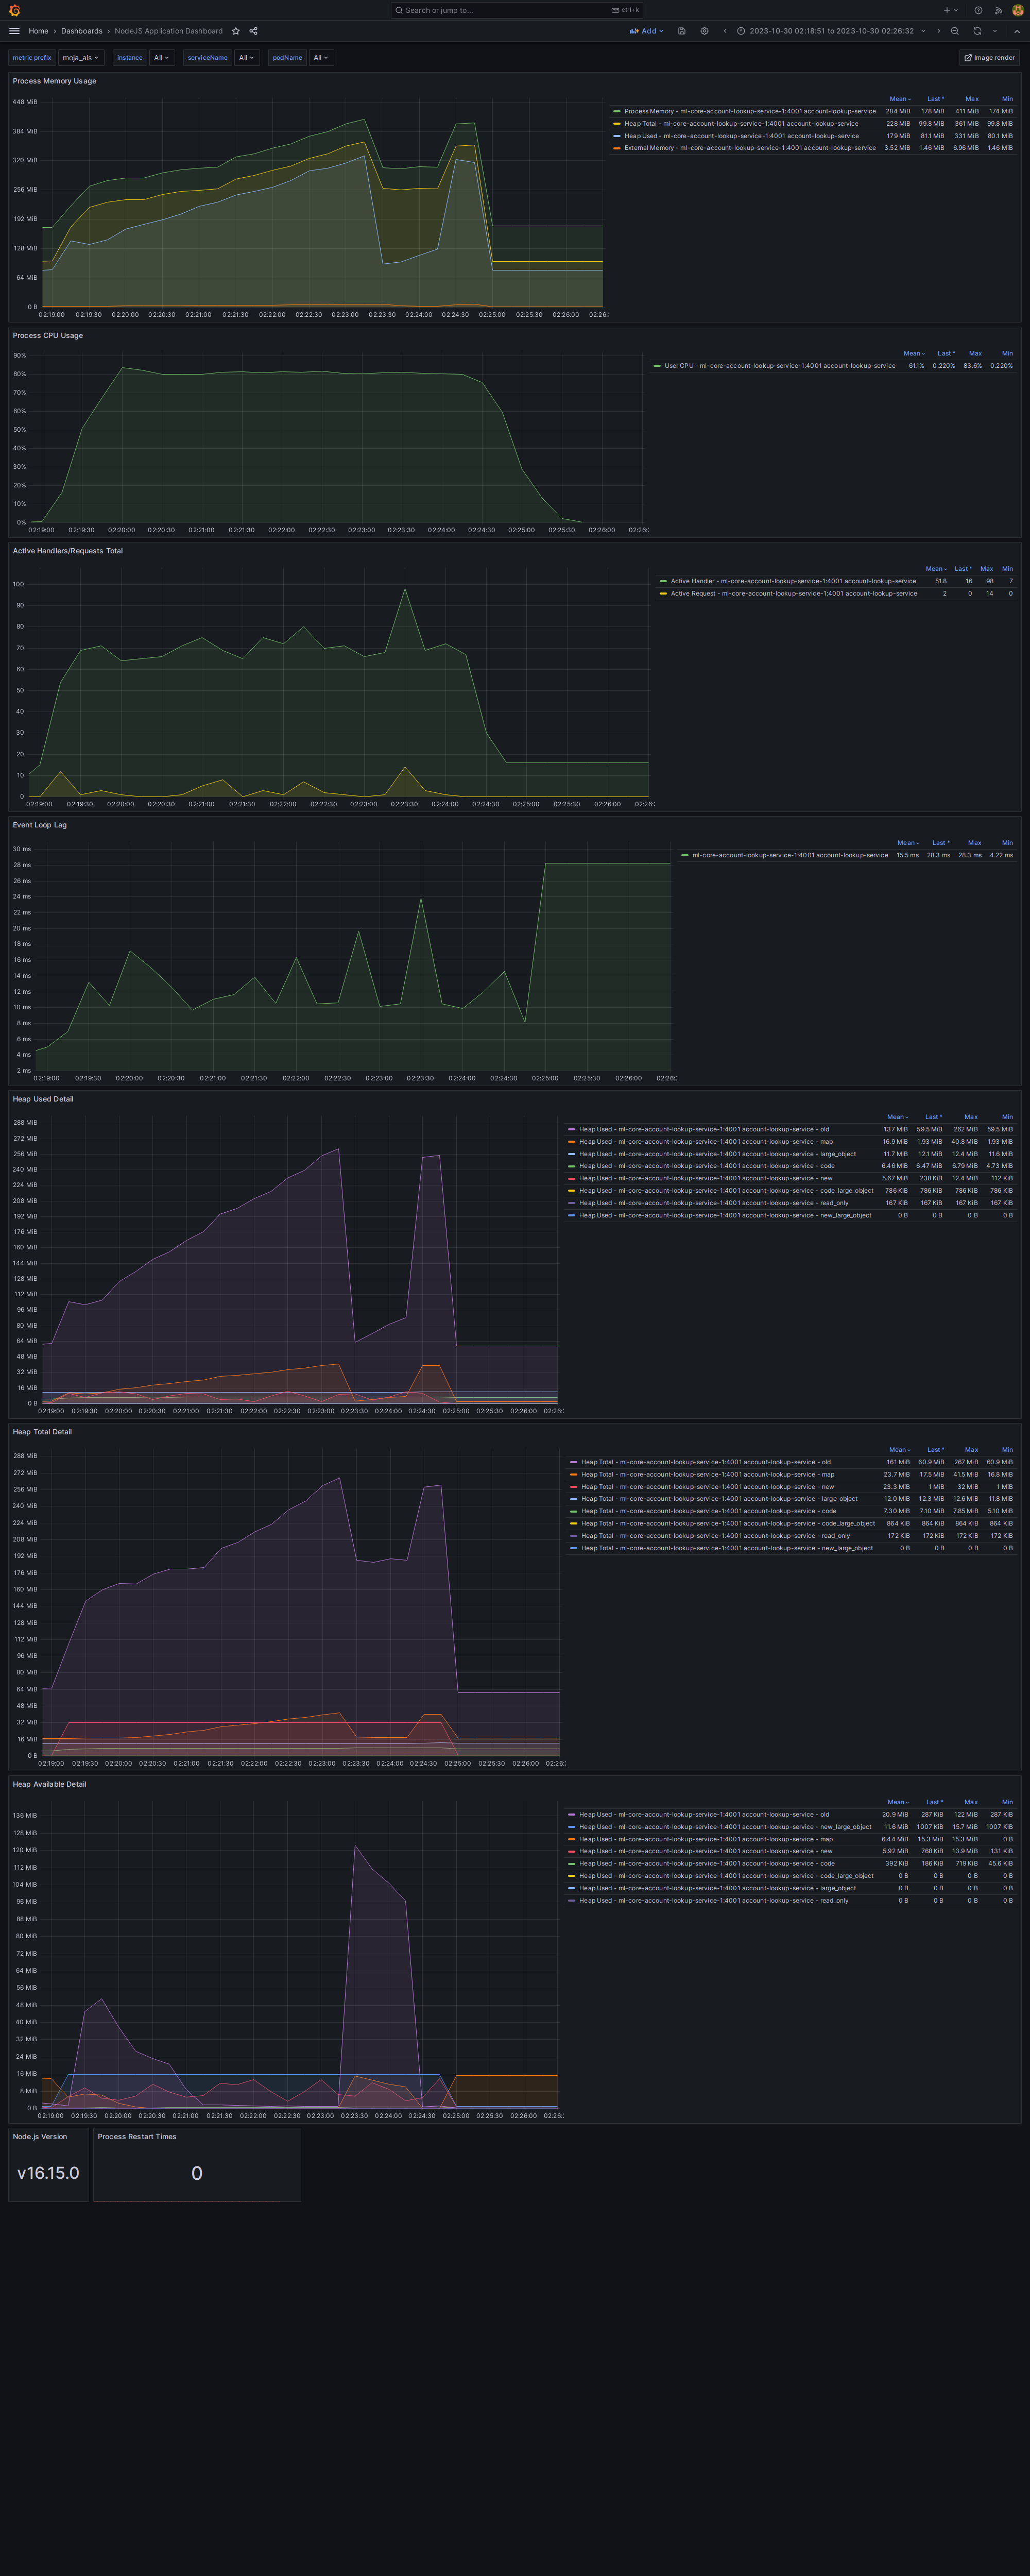 Search or jump to... ctrl+k
Home › Dashboards › NodeJS Application Dashboard Add 2023-10-30 02:18:51 to 2023-10-30 02:26:32
metric prefix moja_als instance All serviceName All podName All Image render
Process Memory Usage
Mean Last * Max Min
Process Memory - ml-core-account-lookup-service-1:4001 account-lookup-service 284 MiB 178 MiB 411 MiB 174 MiB
Heap Total - ml-core-account-lookup-service-1:4001 account-lookup-service 228 MiB 99.8 MiB 361 MiB 99.8 MiB
Heap Used - ml-core-account-lookup-service-1:4001 account-lookup-service 179 MiB 81.1 MiB 331 MiB 80.1 MiB
External Memory - ml-core-account-lookup-service-1:4001 account-lookup-service 3.52 MiB 1.46 MiB 6.96 MiB 1.46 MiB
448 MiB
384 MiB
320 MiB
256 MiB
192 MiB
128 MiB
64 MiB
0 B
02:19:00 02:19:30 02:20:00 02:20:30 02:21:00 02:21:30 02:22:00 02:22:30 02:23:00 02:23:30 02:24:00 02:24:30 02:25:00 02:25:30 02:26:00 02:26:
Process CPU Usage
Mean Last * Max Min
User CPU - ml-core-account-lookup-service-1:4001 account-lookup-service 61.1% 0.220% 83.6% 0.220%
90%
80%
70%
60%
50%
40%
30%
20%
10%
0%
02:19:00 02:19:30 02:20:00 02:20:30 02:21:00 02:21:30 02:22:00 02:22:30 02:23:00 02:23:30 02:24:00 02:24:30 02:25:00 02:25:30 02:26:00 02:26:
Active Handlers/Requests Total
Mean Last * Max Min
Active Handler - ml-core-account-lookup-service-1:4001 account-lookup-service 51.8 16 98 7
Active Request - ml-core-account-lookup-service-1:4001 account-lookup-service 2 0 14 0
100
90
80
70
60
50
40
30
20
10
0
02:19:00 02:19:30 02:20:00 02:20:30 02:21:00 02:21:30 02:22:00 02:22:30 02:23:00 02:23:30 02:24:00 02:24:30 02:25:00 02:25:30 02:26:00 02:26:
Event Loop Lag
Mean Last * Max Min
ml-core-account-lookup-service-1:4001 account-lookup-service 15.5 ms 28.3 ms 28.3 ms 4.22 ms
30 ms
28 ms
26 ms
24 ms
22 ms
20 ms
18 ms
16 ms
14 ms
12 ms
10 ms
8 ms
6 ms
4 ms
2 ms
02:19:00 02:19:30 02:20:00 02:20:30 02:21:00 02:21:30 02:22:00 02:22:30 02:23:00 02:23:30 02:24:00 02:24:30 02:25:00 02:25:30 02:26:00 02:26:
Heap Used Detail
Mean Last * Max Min
Heap Used - ml-core-account-lookup-service-1:4001 account-lookup-service - old 137 MiB 59.5 MiB 262 MiB 59.5 MiB
Heap Used - ml-core-account-lookup-service-1:4001 account-lookup-service - map 16.9 MiB 1.93 MiB 40.8 MiB 1.93 MiB
Heap Used - ml-core-account-lookup-service-1:4001 account-lookup-service - large_object 11.7 MiB 12.1 MiB 12.4 MiB 11.6 MiB
Heap Used - ml-core-account-lookup-service-1:4001 account-lookup-service - code 6.46 MiB 6.47 MiB 6.79 MiB 4.73 MiB
Heap Used - ml-core-account-lookup-service-1:4001 account-lookup-service - new 5.67 MiB 238 KiB 12.4 MiB 112 KiB
Heap Used - ml-core-account-lookup-service-1:4001 account-lookup-service - code_large_object 786 KiB 786 KiB 786 KiB 786 KiB
Heap Used - ml-core-account-lookup-service-1:4001 account-lookup-service - read_only 167 KiB 167 KiB 167 KiB 167 KiB
Heap Used - ml-core-account-lookup-service-1:4001 account-lookup-service - new_large_object 0 B 0 B 0 B 0 B
288 MiB
272 MiB
256 MiB
240 MiB
224 MiB
208 MiB
192 MiB
176 MiB
160 MiB
144 MiB
128 MiB
112 MiB
96 MiB
80 MiB
64 MiB
48 MiB
32 MiB
16 MiB
0 B
02:19:00 02:19:30 02:20:00 02:20:30 02:21:00 02:21:30 02:22:00 02:22:30 02:23:00 02:23:30 02:24:00 02:24:30 02:25:00 02:25:30 02:26:00 02:26:
Heap Total Detail
Mean Last * Max Min
Heap Total - ml-core-account-lookup-service-1:4001 account-lookup-service - old 161 MiB 60.9 MiB 267 MiB 60.9 MiB
Heap Total - ml-core-account-lookup-service-1:4001 account-lookup-service - map 23.7 MiB 17.5 MiB 41.5 MiB 16.8 MiB
Heap Total - ml-core-account-lookup-service-1:4001 account-lookup-service - new 23.3 MiB 1 MiB 32 MiB 1 MiB
Heap Total - ml-core-account-lookup-service-1:4001 account-lookup-service - large_object 12.0 MiB 12.3 MiB 12.6 MiB 11.8 MiB
Heap Total - ml-core-account-lookup-service-1:4001 account-lookup-service - code 7.30 MiB 7.10 MiB 7.85 MiB 5.10 MiB
Heap Total - ml-core-account-lookup-service-1:4001 account-lookup-service - code_large_object 864 KiB 864 KiB 864 KiB 864 KiB
Heap Total - ml-core-account-lookup-service-1:4001 account-lookup-service - read_only 172 KiB 172 KiB 172 KiB 172 KiB
Heap Total - ml-core-account-lookup-service-1:4001 account-lookup-service - new_large_object 0 B 0 B 0 B 0 B
288 MiB
272 MiB
256 MiB
240 MiB
224 MiB
208 MiB
192 MiB
176 MiB
160 MiB
144 MiB
128 MiB
112 MiB
96 MiB
80 MiB
64 MiB
48 MiB
32 MiB
16 MiB
0 B
02:19:00 02:19:30 02:20:00 02:20:30 02:21:00 02:21:30 02:22:00 02:22:30 02:23:00 02:23:30 02:24:00 02:24:30 02:25:00 02:25:30 02:26:00 02:26:
Heap Available Detail
Mean Last * Max Min
Heap Used - ml-core-account-lookup-service-1:4001 account-lookup-service - old 20.9 MiB 287 KiB 122 MiB 287 KiB
Heap Used - ml-core-account-lookup-service-1:4001 account-lookup-service - new_large_object 11.6 MiB 1007 KiB 15.7 MiB 1007 KiB
Heap Used - ml-core-account-lookup-service-1:4001 account-lookup-service - map 6.44 MiB 15.3 MiB 15.3 MiB 0 B
Heap Used - ml-core-account-lookup-service-1:4001 account-lookup-service - new 5.92 MiB 768 KiB 13.9 MiB 131 KiB
Heap Used - ml-core-account-lookup-service-1:4001 account-lookup-service - code 392 KiB 186 KiB 719 KiB 45.6 KiB
Heap Used - ml-core-account-lookup-service-1:4001 account-lookup-service - code_large_object 0 B 0 B 0 B 0 B
Heap Used - ml-core-account-lookup-service-1:4001 account-lookup-service - large_object 0 B 0 B 0 B 0 B
Heap Used - ml-core-account-lookup-service-1:4001 account-lookup-service - read_only 0 B 0 B 0 B 0 B
136 MiB
128 MiB
120 MiB
112 MiB
104 MiB
96 MiB
88 MiB
80 MiB
72 MiB
64 MiB
56 MiB
48 MiB
40 MiB
32 MiB
24 MiB
16 MiB
8 MiB
0 B
02:19:00 02:19:30 02:20:00 02:20:30 02:21:00 02:21:30 02:22:00 02:22:30 02:23:00 02:23:30 02:24:00 02:24:30 02:25:00 02:25:30 02:26:00 02:26:
Node.js Version Process Restart Times
v16.15.0 0